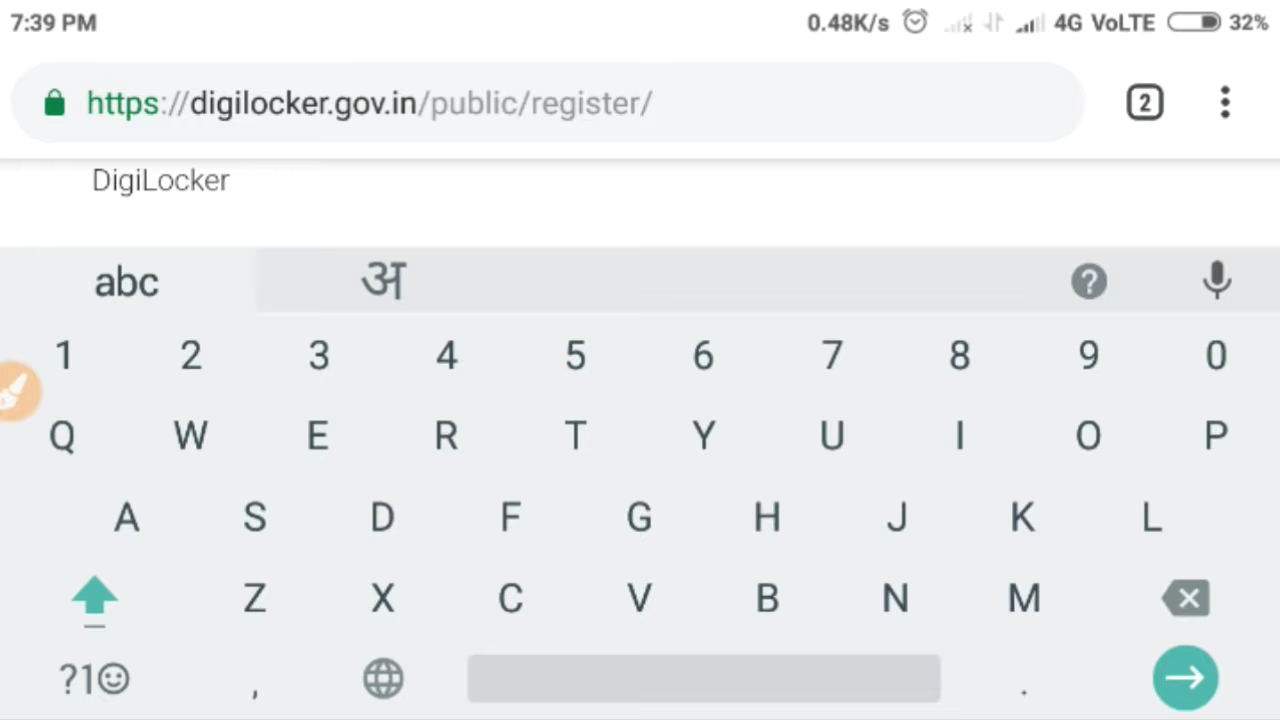 7:39 PM 0.48K/s 4G VoLTE 32%
https://digilocker.gov.in/public/register/ 2
DigiLocker
abc अ ?
1 2 3 4 5 6 7 8 9 0
Q W E R T Y U I O P
A S D F G H J K L
Z X C V B N M
?1☺ , .